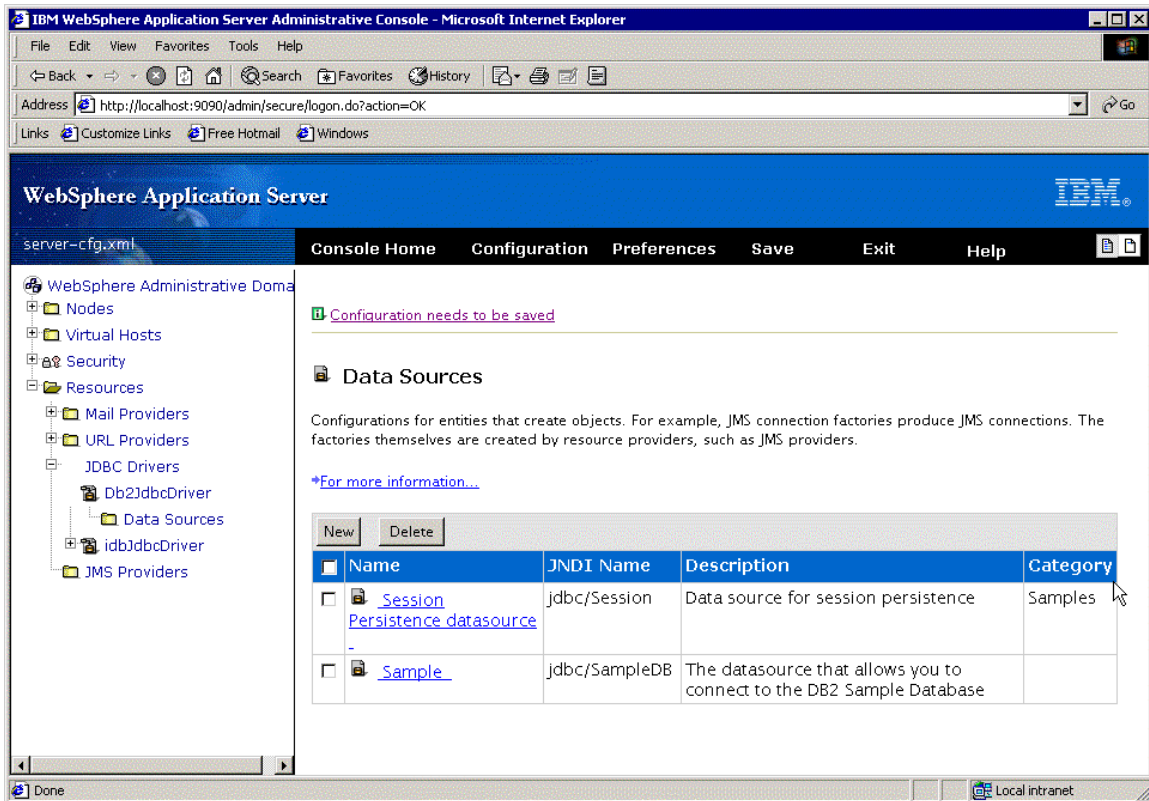 IBM WebSphere Application Server Administrative Console - Microsoft Internet Explorer
File Edit View Favorites Tools Help
Back Search Favorites History
Address http://localhost:9090/admin/secure/logon.do?action=OK Go
Links Customize Links Free Hotmail Windows
WebSphere Application Server IBM®
server-cfg.xml Console Home Configuration Preferences Save Exit Help
WebSphere Administrative Doma
Nodes
Virtual Hosts
Security
Resources
Mail Providers
URL Providers
JDBC Drivers
Db2JdbcDriver
Data Sources
idbJdbcDriver
JMS Providers
Configuration needs to be saved
Data Sources
Configurations for entities that create objects. For example, JMS connection factories produce JMS connections. The
factories themselves are created by resource providers, such as JMS providers.
For more information...
New Delete
Name JNDI Name Description Category
Session jdbc/Session Data source for session persistence Samples
Persistence datasource
Sample jdbc/SampleDB The datasource that allows you to
connect to the DB2 Sample Database
Done Local intranet